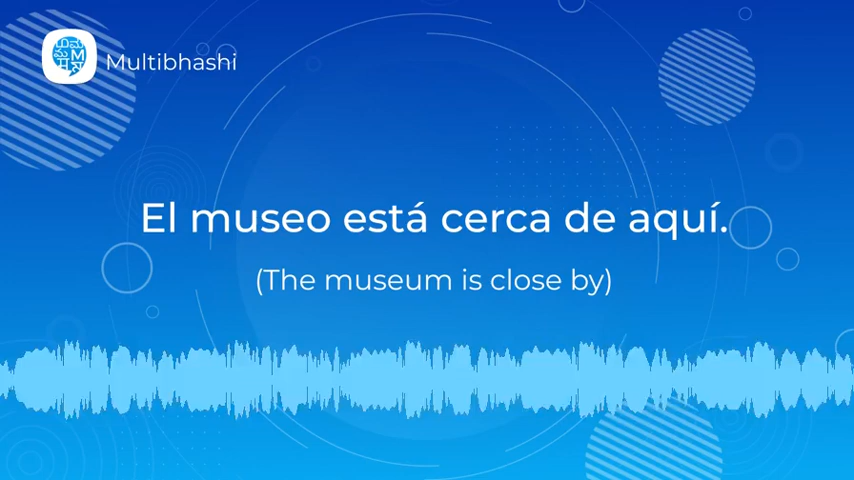 Multibhashi
El museo está cerca de aquí.
(The museum is close by)